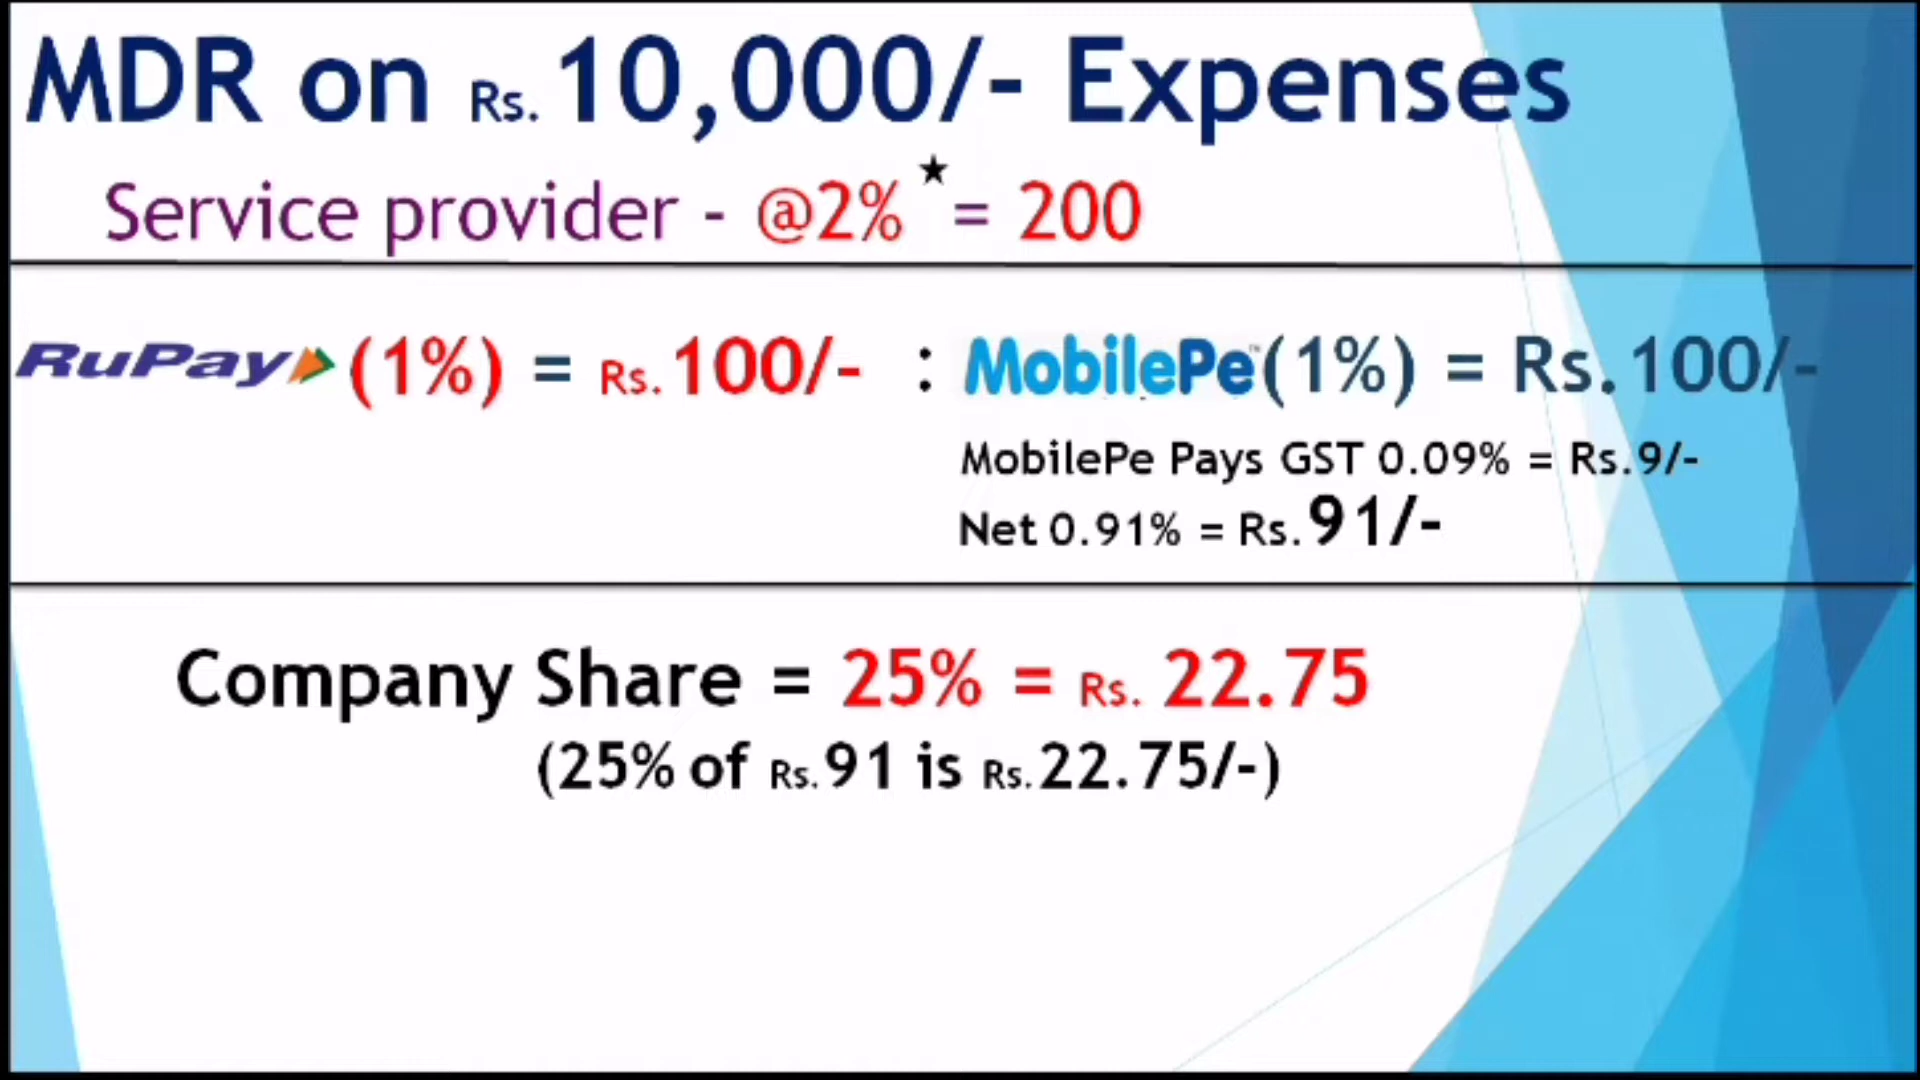 MDR on Rs. 10,000/- Expenses
Service provider - @2% * = 200
RuPay (1%) = Rs. 100/- : MobilePe™ (1%) = Rs. 100/-
MobilePe Pays GST 0.09% = Rs.9/-
Net 0.91% = Rs.91/-
Company Share = 25% = Rs. 22.75
(25% of Rs.91 is Rs.22.75/-)